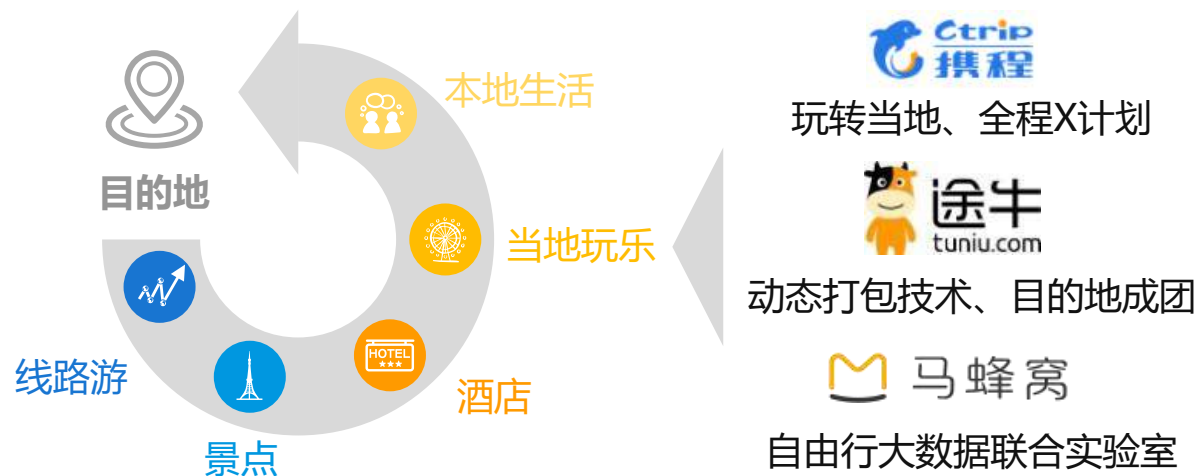 目的地
本地生活
当地玩乐
HOTEL
酒店
景点
线路游
Ctrip
携程
玩转当地、全程X计划
途牛
tuniu.com
动态打包技术、目的地成团
马蜂窝
自由行大数据联合实验室